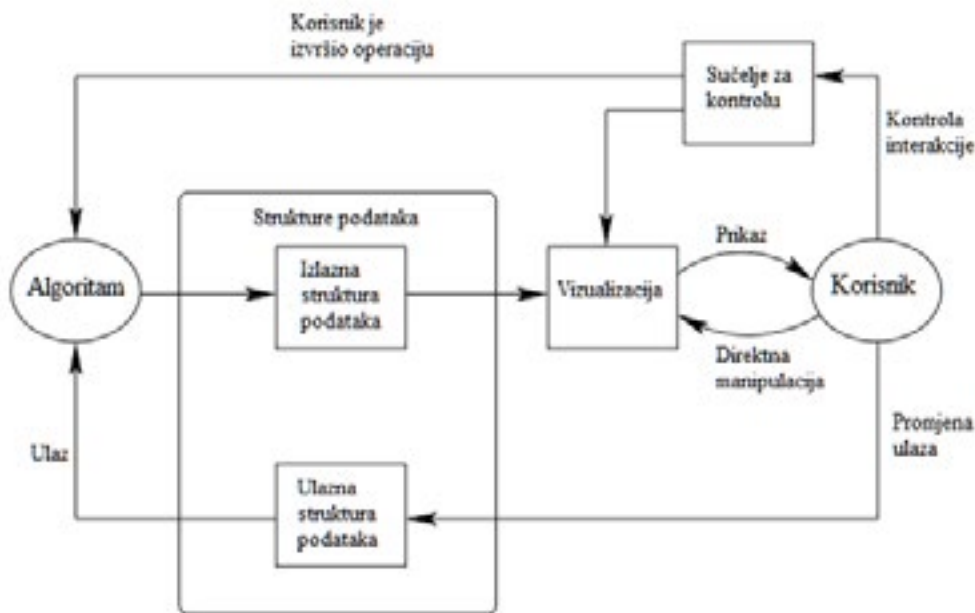 Korisnik je
izvršio operaciju
Sučelje za
kontrolu
Kontrola
interakcije
Strukture podataka
Algoritam
Izlazna
struktura
podataka
Vizualizacija
Prikaz
Korisnik
Direktna
manipulacija
Promjena
ulaza
Ulaz
Ulazna
struktura
podataka